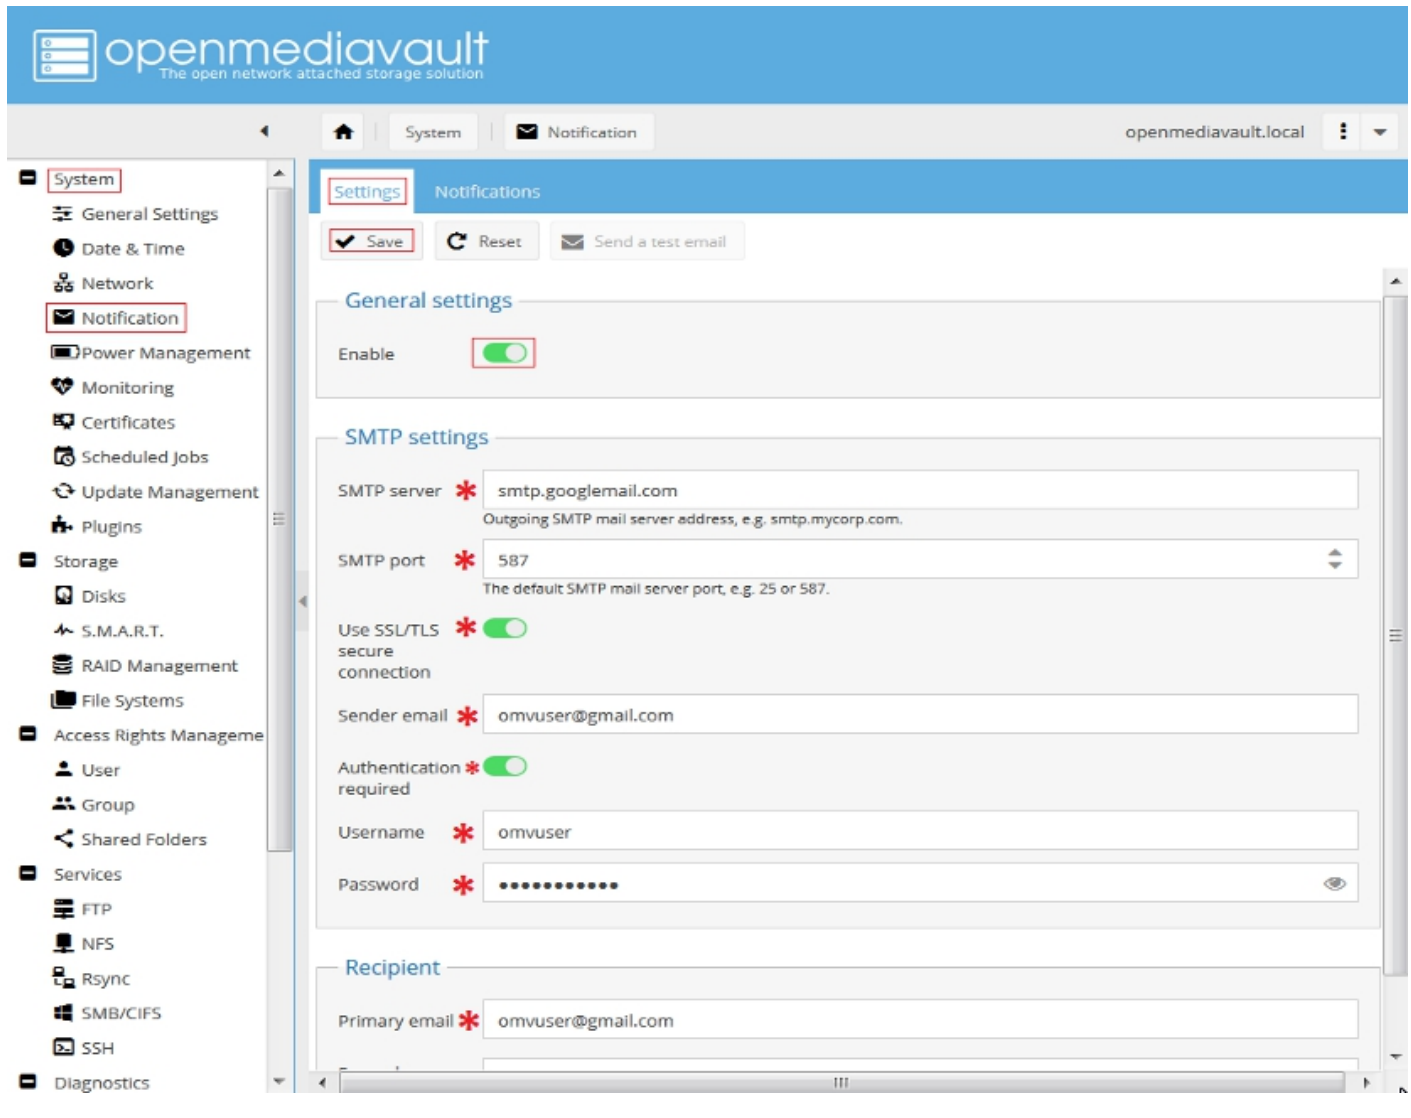 openmediavault
The open network attached storage solution
System
Notification
openmediavault.local
System
General Settings
Date & Time
Network
Notification
Power Management
Monitoring
Certificates
Scheduled Jobs
Update Management
Plugins
Storage
Disks
S.M.A.R.T.
RAID Management
File Systems
Access Rights Manageme
User
Group
Shared Folders
Services
FTP
NFS
Rsync
SMB/CIFS
SSH
Diagnostics
Settings
Notifications
Save
Reset
Send a test email
General settings
Enable
SMTP settings
SMTP server * smtp.googlemail.com
Outgoing SMTP mail server address, e.g. smtp.mycorp.com.
SMTP port * 587
The default SMTP mail server port, e.g. 25 or 587.
Use SSL/TLS *
secure
connection
Sender email * omvuser@gmail.com
Authentication *
required
Username * omvuser
Password * •••••••••••
Recipient
Primary email * omvuser@gmail.com